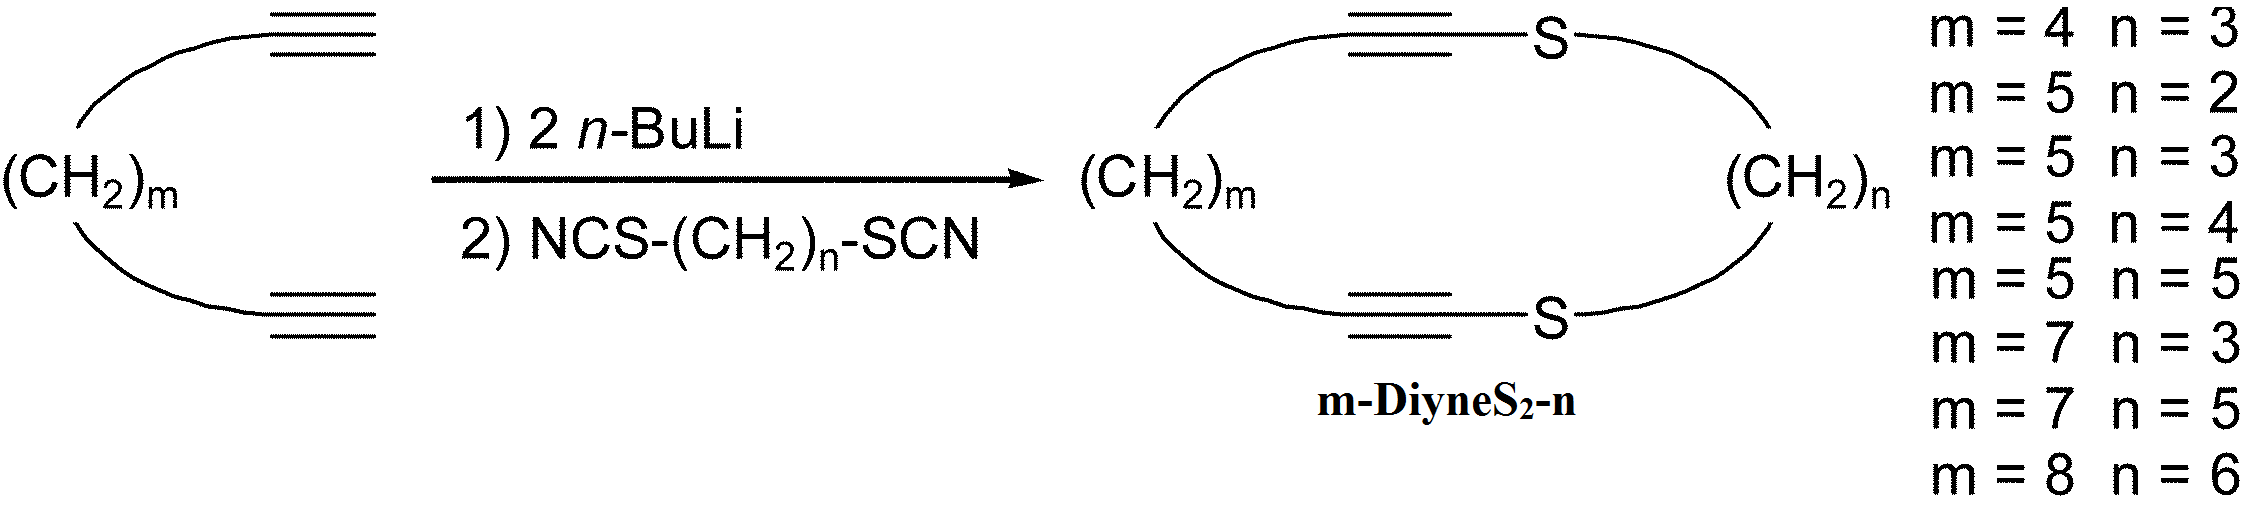 (CH₂)ₘ
1) 2 n-BuLi
2) NCS-(CH₂)ₙ-SCN
S
(CH₂)ₘ
(CH₂)ₙ
S
m-DiyneS₂-n
m = 4 n = 3
m = 5 n = 2
m = 5 n = 3
m = 5 n = 4
m = 5 n = 5
m = 7 n = 3
m = 7 n = 5
m = 8 n = 6